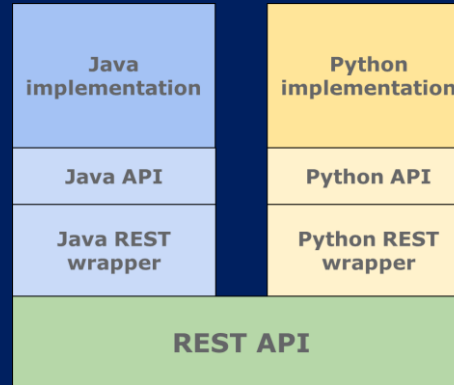 Java
implementation
Java API
Java REST
wrapper
Python
implementation
Python API
Python REST
wrapper
REST API